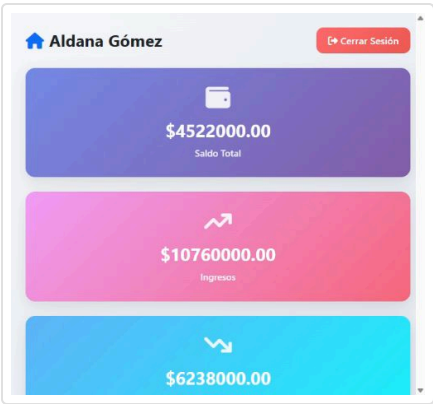 Aldana Gómez
Cerrar Sesión
$4522000.00
Saldo Total
$10760000.00
Ingresos
$6238000.00